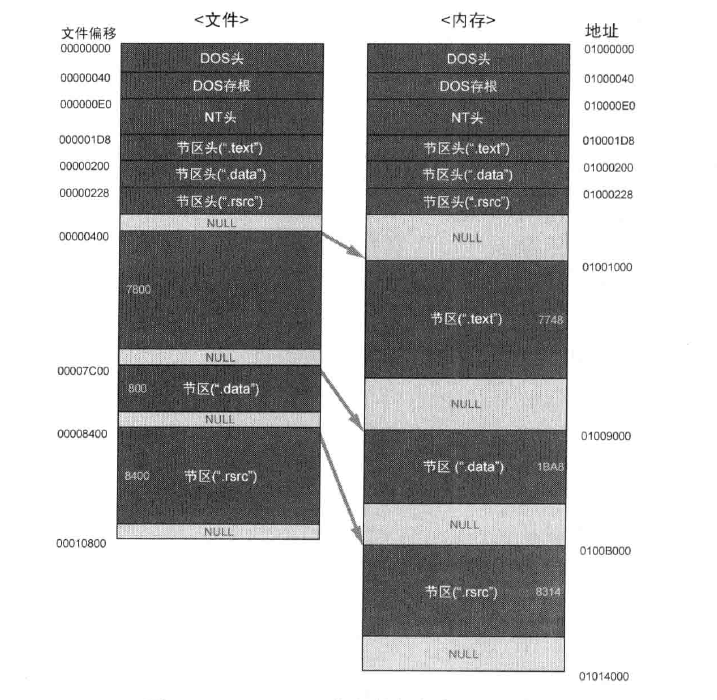 <文件>
<内存>
文件偏移
地址
00000000
DOS头
DOS头
01000000
00000040
DOS存根
DOS存根
01000040
000000E0
NT头
NT头
010000E0
000001D8
节区头(“.text”)
节区头(“.text”)
010001D8
00000200
节区头(“.data”)
节区头(“.data”)
01000200
00000228
节区头(“.rsrc”)
节区头(“.rsrc”)
01000228
NULL
NULL
00000400
01001000
7800
节区(“.text”)
7748
NULL
00007C00
800
节区(“.data”)
NULL
NULL
00008400
01009000
8400
节区(“.rsrc”)
节区 (“.data”)
1BA8
NULL
NULL
00010800
0100B000
节区(“.rsrc”)
8314
NULL
01014000